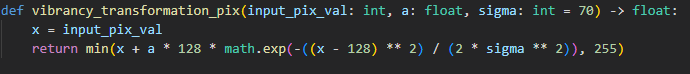 def vibrancy_transformation_pix(input_pix_val: int, a: float, sigma: int = 70) -> float:
    x = input_pix_val
    return min(x + a * 128 * math.exp(-((x - 128) ** 2) / (2 * sigma ** 2)), 255)